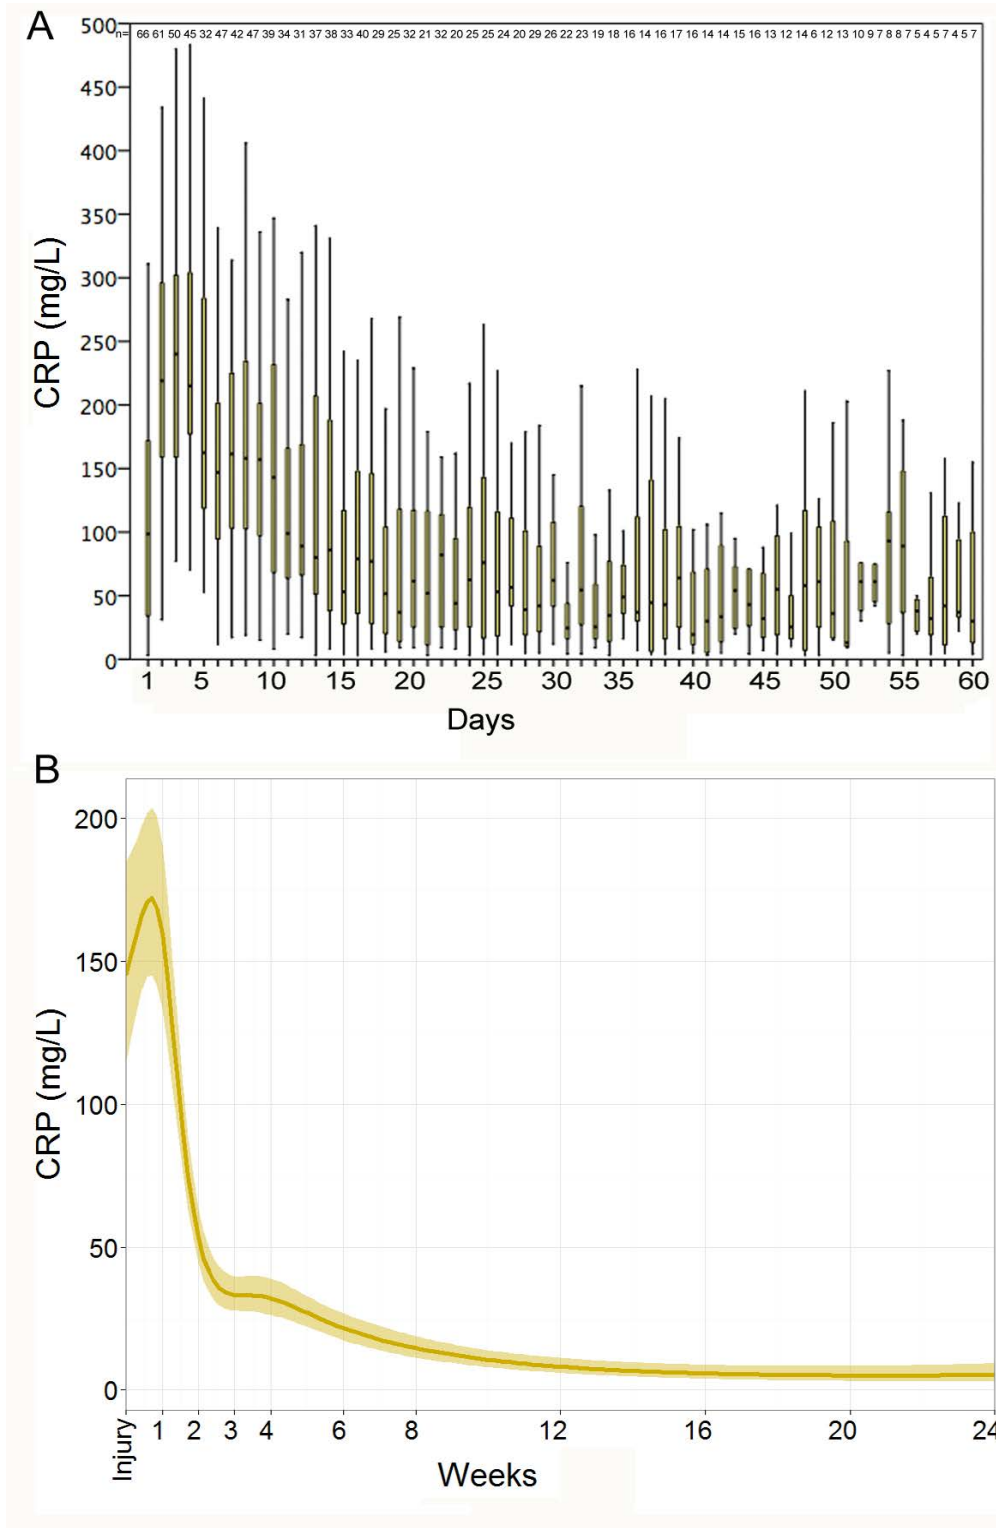 A
500
n= 66 61 50 45 32 47 42 47 39 34 31 37 38 33 40 29 25 32 21 32 20 25 25 24 20 29 26 22 23 19 18 16 14 16 16 17 16 14 14 15 16 13 12 14 6 12 13 10 9 7 8 8 7 5 4 5 7 4 5 7
450
400
350
300
250
200
150
100
50
0
CRP (mg/L)
1 5 10 15 20 25 30 35 40 45 50 55 60
Days
B
200
150
100
50
0
CRP (mg/L)
Injury 1 2 3 4 6 8 12 16 20 24
Weeks